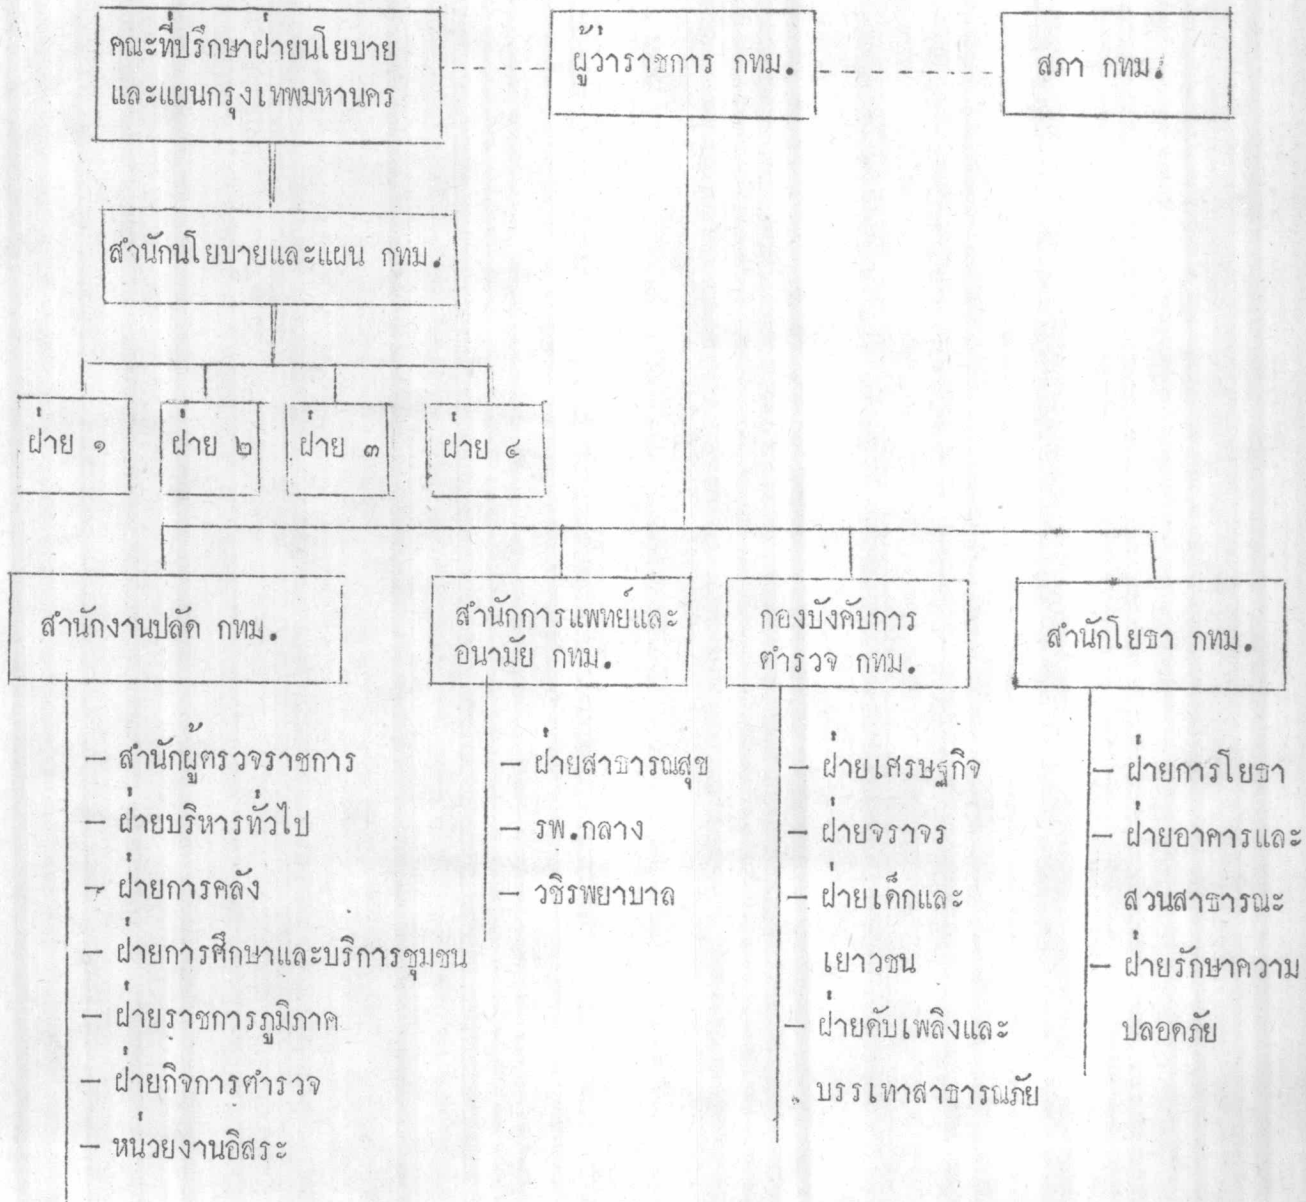 คณะที่ปรึกษาฝ่ายนโยบาย
และแผนกรุงเทพมหานคร
ผู้ว่าราชการ กทม.
สภา กทม.
สำนักนโยบายและแผน กทม.
ฝ่าย ๑
ฝ่าย ๒
ฝ่าย ๓
ฝ่าย ๔
สำนักงานปลัด กทม.
– สำนักผู้ตรวจราชการ
– ฝ่ายบริหารทั่วไป
– ฝ่ายการคลัง
– ฝ่ายการศึกษาและบริการชุมชน
– ฝ่ายราชการภูมิภาค
– ฝ่ายกิจการตำรวจ
– หน่วยงานอิสระ
สำนักการแพทย์และ
อนามัย กทม.
– ฝ่ายสาธารณสุข
– รพ.กลาง
– วชิรพยาบาล
กองบังคับการ
ตำรวจ กทม.
– ฝ่ายเศรษฐกิจ
– ฝ่ายจราจร
– ฝ่ายเด็กและ
เยาวชน
– ฝ่ายดับเพลิงและ
บรรเทาสาธารณภัย
สำนักโยธา กทม.
– ฝ่ายการโยธา
– ฝ่ายอาคารและ
สวนสาธารณะ
– ฝ่ายรักษาความ
ปลอดภัย